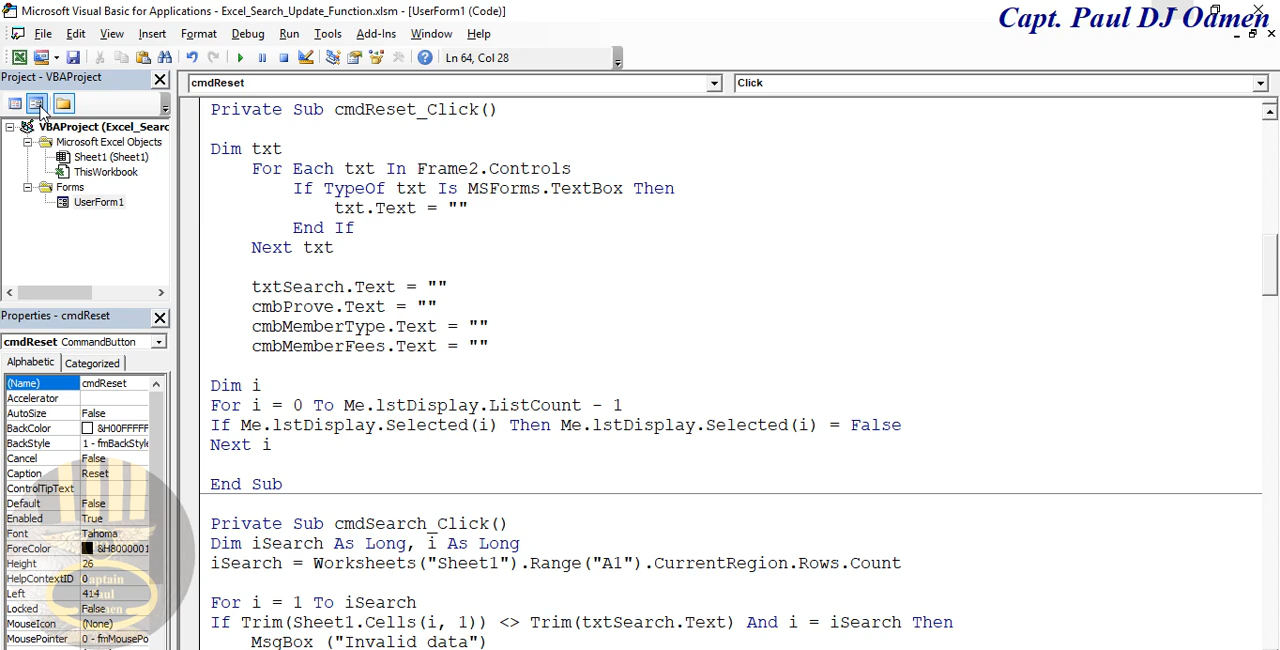 Microsoft Visual Basic for Applications - Excel_Search_Update_Function.xlsm - [UserForm1 (Code)]
Capt. Paul DJ Oamen
File Edit View Insert Format Debug Run Tools Add-Ins Window Help
Ln 64, Col 28
Project - VBAProject
cmdReset
Click
VBAProject (Excel_Searc
Microsoft Excel Objects
Sheet1 (Sheet1)
ThisWorkbook
Forms
UserForm1
Properties - cmdReset
cmdReset CommandButton
Alphabetic Categorized
(Name) cmdReset
Accelerator
AutoSize False
BackColor &H00FFFFF
BackStyle 1 - fmBackStyle
Cancel False
Caption Reset
ControlTipText
Default False
Enabled True
Font Tahoma
ForeColor &H8000001
Height 26
HelpContextID 0
Left 414
Locked False
MouseIcon (None)
MousePointer 0 - fmMousePo
Private Sub cmdReset_Click()
Dim txt
For Each txt In Frame2.Controls
If TypeOf txt Is MSForms.TextBox Then
txt.Text = ""
End If
Next txt
txtSearch.Text = ""
cmbProve.Text = ""
cmbMemberType.Text = ""
cmbMemberFees.Text = ""
Dim i
For i = 0 To Me.lstDisplay.ListCount - 1
If Me.lstDisplay.Selected(i) Then Me.lstDisplay.Selected(i) = False
Next i
End Sub
Private Sub cmdSearch_Click()
Dim iSearch As Long, i As Long
iSearch = Worksheets("Sheet1").Range("A1").CurrentRegion.Rows.Count
For i = 1 To iSearch
If Trim(Sheet1.Cells(i, 1)) <> Trim(txtSearch.Text) And i = iSearch Then
MsgBox ("Invalid data")